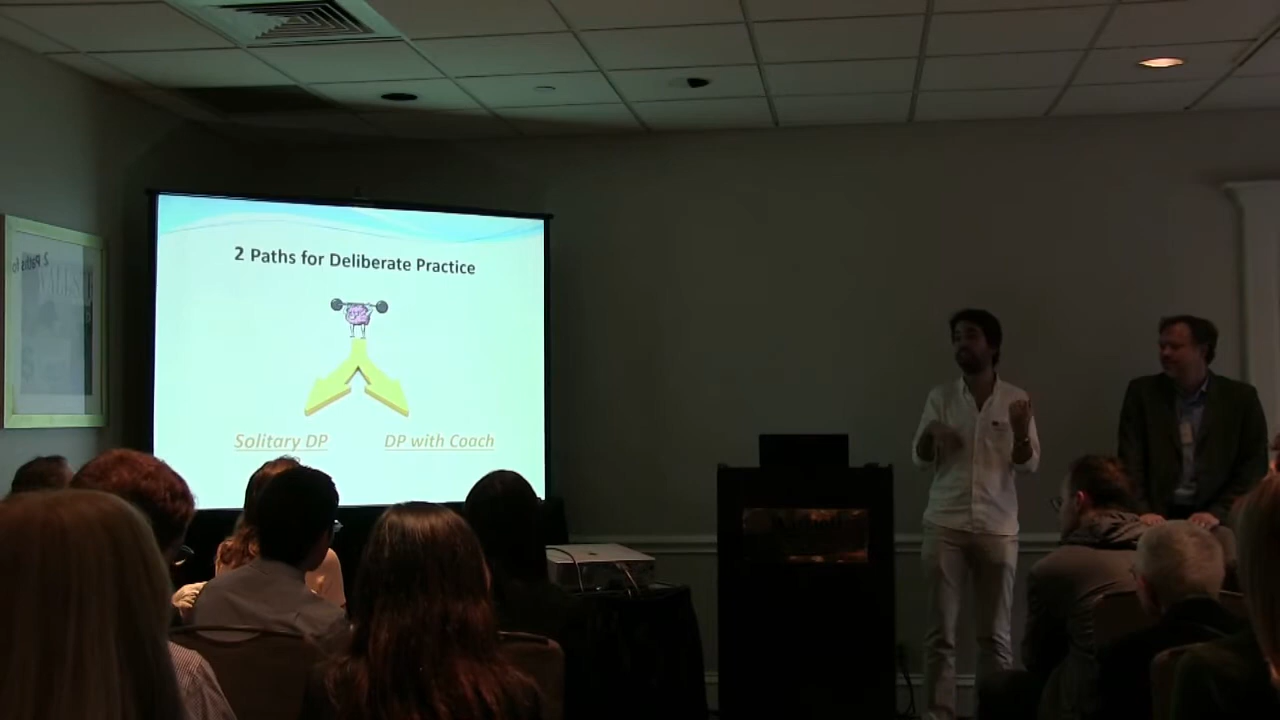 2 Paths for Deliberate Practice
Solitary DP
DP with Coach